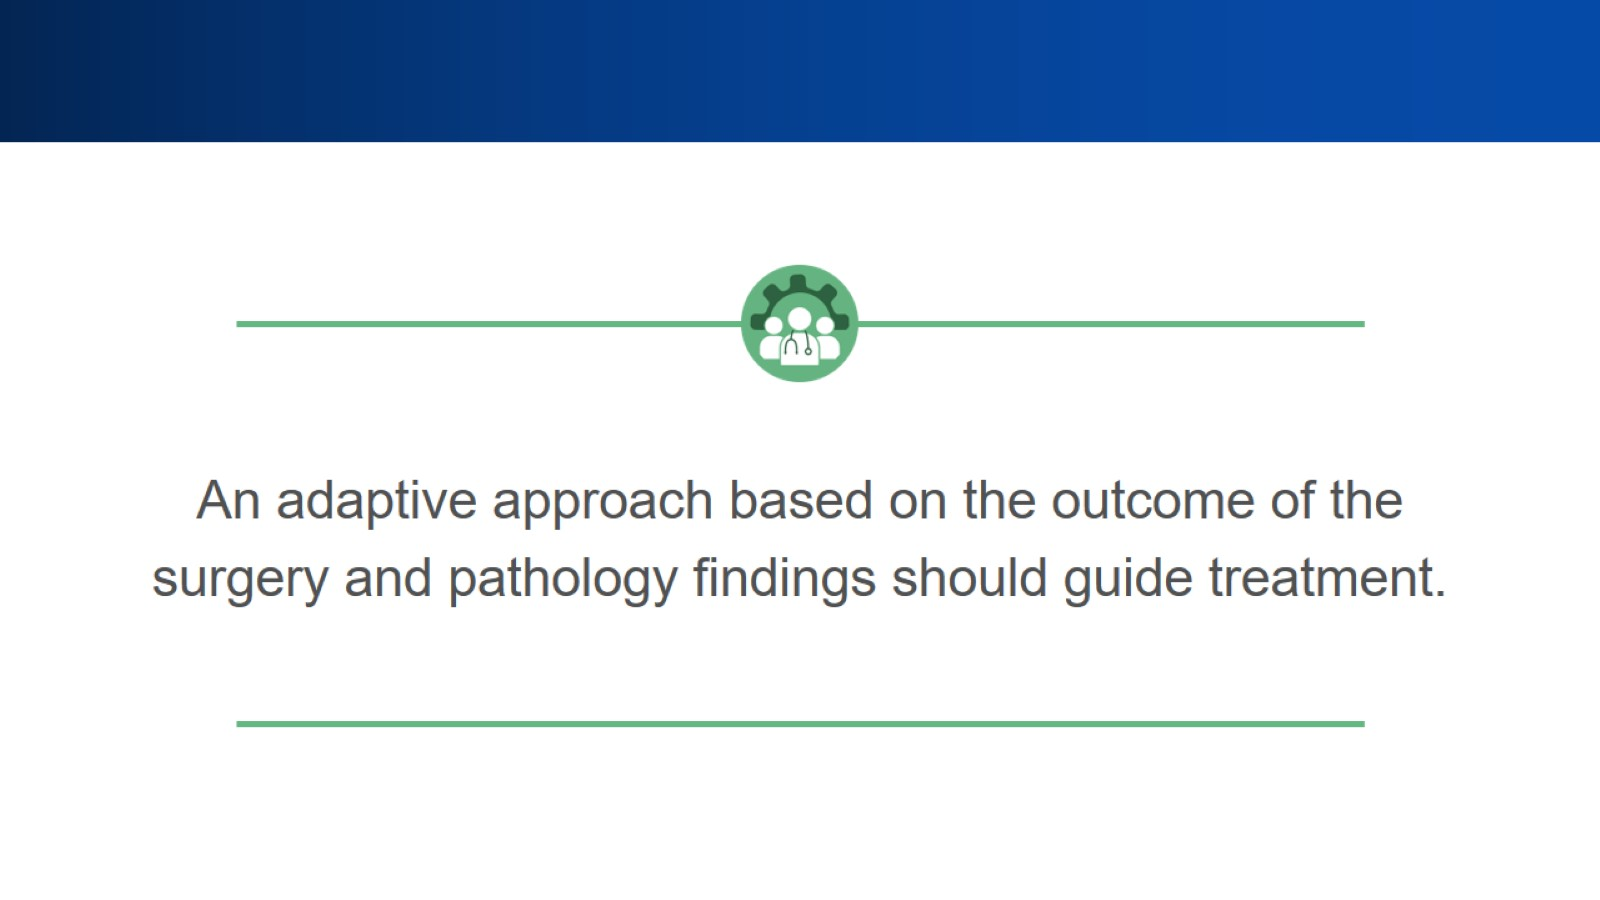 An adaptive approach based on the outcome of the
surgery and pathology findings should guide treatment.